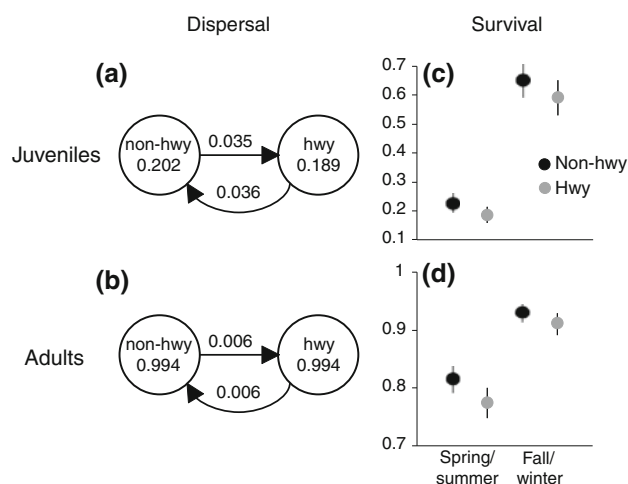 Dispersal
Survival
(a)
Juveniles
non-hwy
0.202
0.035
hwy
0.189
0.036
(c)
0.7
0.6
0.5
0.4
0.3
0.2
0.1
Non-hwy
Hwy
(b)
Adults
non-hwy
0.994
0.006
hwy
0.994
0.006
(d)
1
0.9
0.8
0.7
Spring/
summer
Fall/
winter